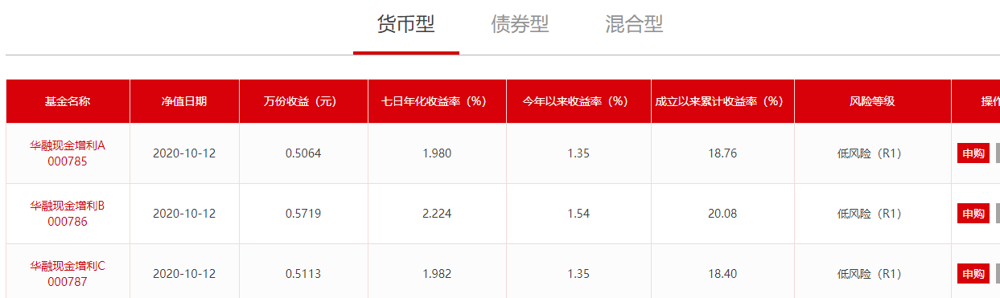 货币型 债券型 混合型
基金名称 净值日期 万份收益（元） 七日年化收益率（%） 今年以来收益率（%） 成立以来累计收益率（%） 风险等级 操作
华融现金增利A
000785 2020-10-12 0.5064 1.980 1.35 18.76 低风险（R1） 申购
华融现金增利B
000786 2020-10-12 0.5719 2.224 1.54 20.08 低风险（R1） 申购
华融现金增利C
000787 2020-10-12 0.5113 1.982 1.35 18.40 低风险（R1） 申购